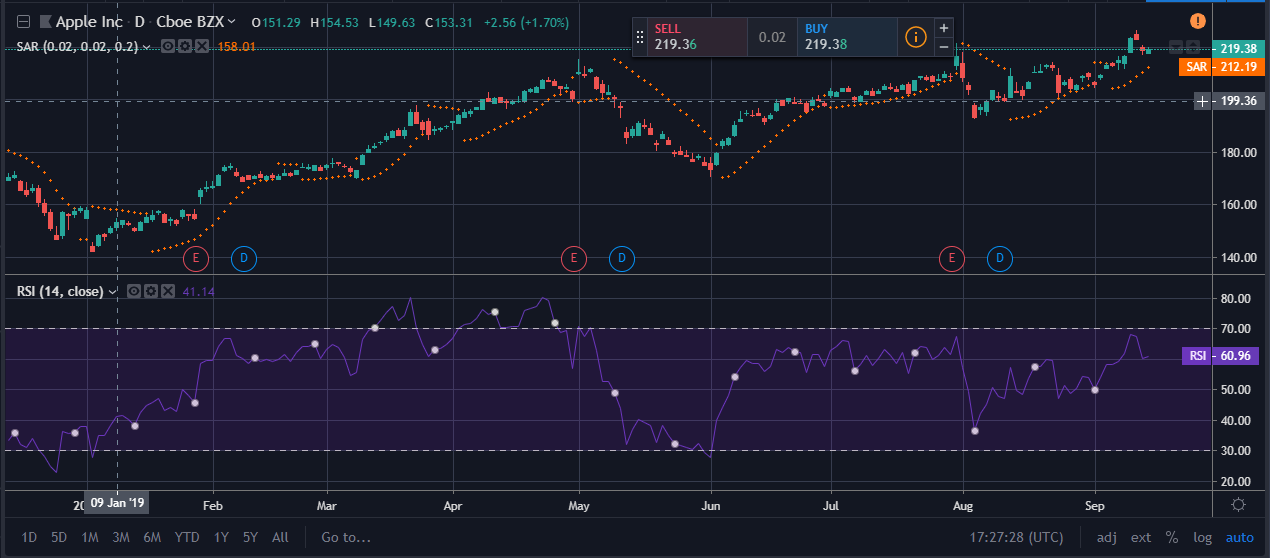 Apple Inc · D · Cboe BZX O151.29 H154.53 L149.63 C153.31 +2.56 (+1.70%)
SAR (0.02, 0.02, 0.2) 158.01
SELL
219.36
0.02
BUY
219.38
+
−
219.38
SAR 212.19
199.36
180.00
160.00
140.00
E D E D E D
RSI (14, close) 41.14
80.00
70.00
RSI 60.96
50.00
40.00
30.00
20.00
20 09 Jan '19 Feb Mar Apr May Jun Jul Aug Sep
1D 5D 1M 3M 6M YTD 1Y 5Y All Go to... 17:27:28 (UTC) adj ext % log auto